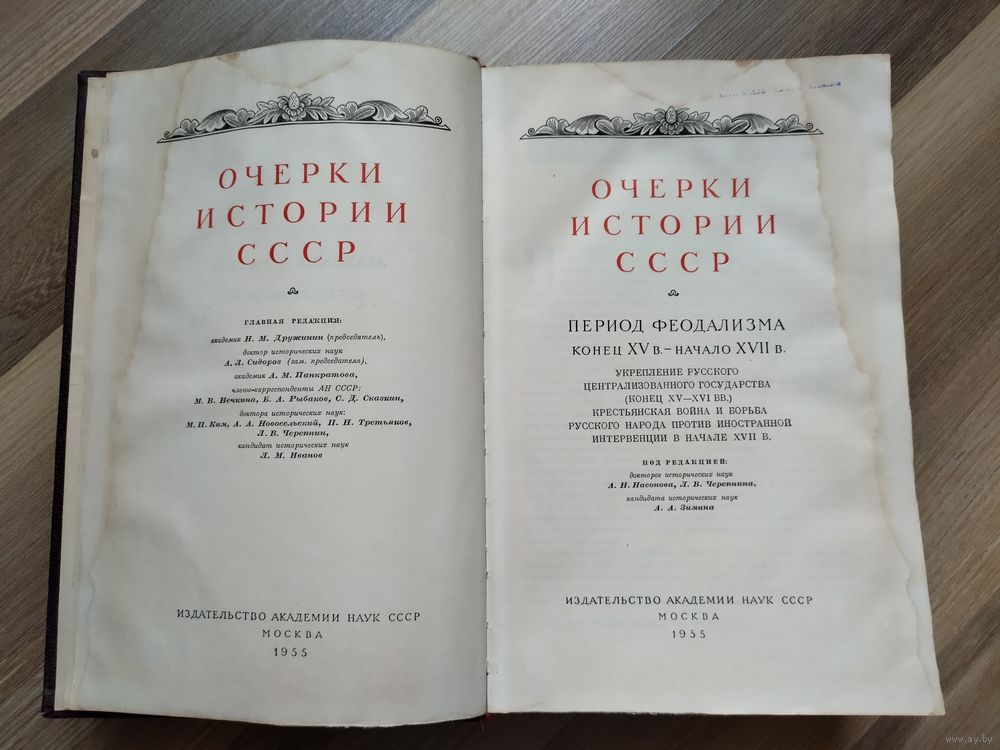 ОЧЕРКИ
ИСТОРИИ
СССР
ГЛАВНАЯ РЕДАКЦИЯ:
академик Н. М. Дружинин (председатель),
доктор исторических наук
А. Л. Сидоров (зам. председателя),
академик А. М. Панкратова,
члены-корреспонденты АН СССР:
М. В. Нечкина, Б. А. Рыбаков, С. Д. Сказкин,
доктора исторических наук:
М. П. Ким, А. А. Новосельский, П. Н. Третьяков,
Л. В. Черепнин,
кандидат исторических наук
Л. М. Иванов
ИЗДАТЕЛЬСТВО АКАДЕМИИ НАУК СССР
МОСКВА
1955
ОЧЕРКИ
ИСТОРИИ
СССР
ПЕРИОД ФЕОДАЛИЗМА
КОНЕЦ XV В. – НАЧАЛО XVII В.
УКРЕПЛЕНИЕ РУССКОГО
ЦЕНТРАЛИЗОВАННОГО ГОСУДАРСТВА
(КОНЕЦ XV—XVI ВВ.)
КРЕСТЬЯНСКАЯ ВОЙНА И БОРЬБА
РУССКОГО НАРОДА ПРОТИВ ИНОСТРАННОЙ
ИНТЕРВЕНЦИИ В НАЧАЛЕ XVII В.
ПОД РЕДАКЦИЕЙ:
докторов исторических наук
А. Н. Насонова, Л. В. Черепнина,
кандидата исторических наук
А. А. Зимина
ИЗДАТЕЛЬСТВО АКАДЕМИИ НАУК СССР
МОСКВА
1955
www.ay.by